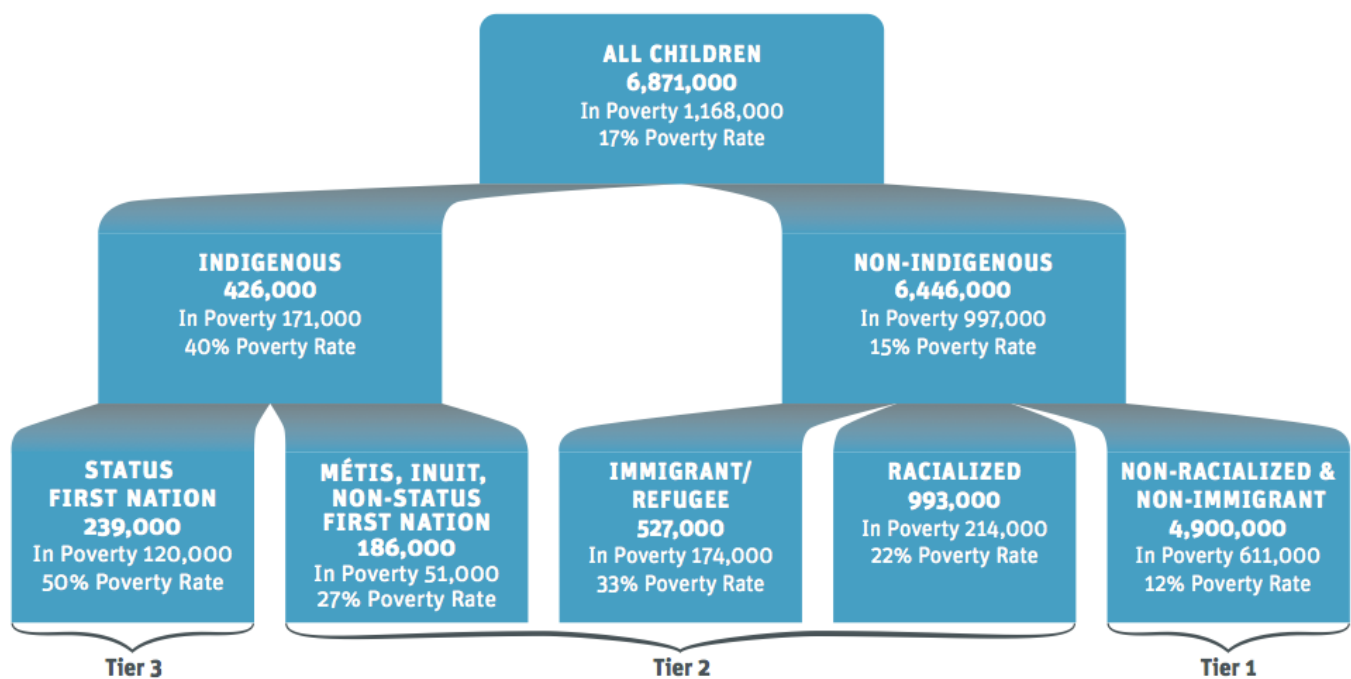 ALL CHILDREN
6,871,000
In Poverty 1,168,000
17% Poverty Rate
INDIGENOUS
426,000
In Poverty 171,000
40% Poverty Rate
NON-INDIGENOUS
6,446,000
In Poverty 997,000
15% Poverty Rate
STATUS
FIRST NATION
239,000
In Poverty 120,000
50% Poverty Rate
MÉTIS, INUIT,
NON-STATUS
FIRST NATION
186,000
In Poverty 51,000
27% Poverty Rate
IMMIGRANT/
REFUGEE
527,000
In Poverty 174,000
33% Poverty Rate
RACIALIZED
993,000
In Poverty 214,000
22% Poverty Rate
NON-RACIALIZED &
NON-IMMIGRANT
4,900,000
In Poverty 611,000
12% Poverty Rate
Tier 3
Tier 2
Tier 1